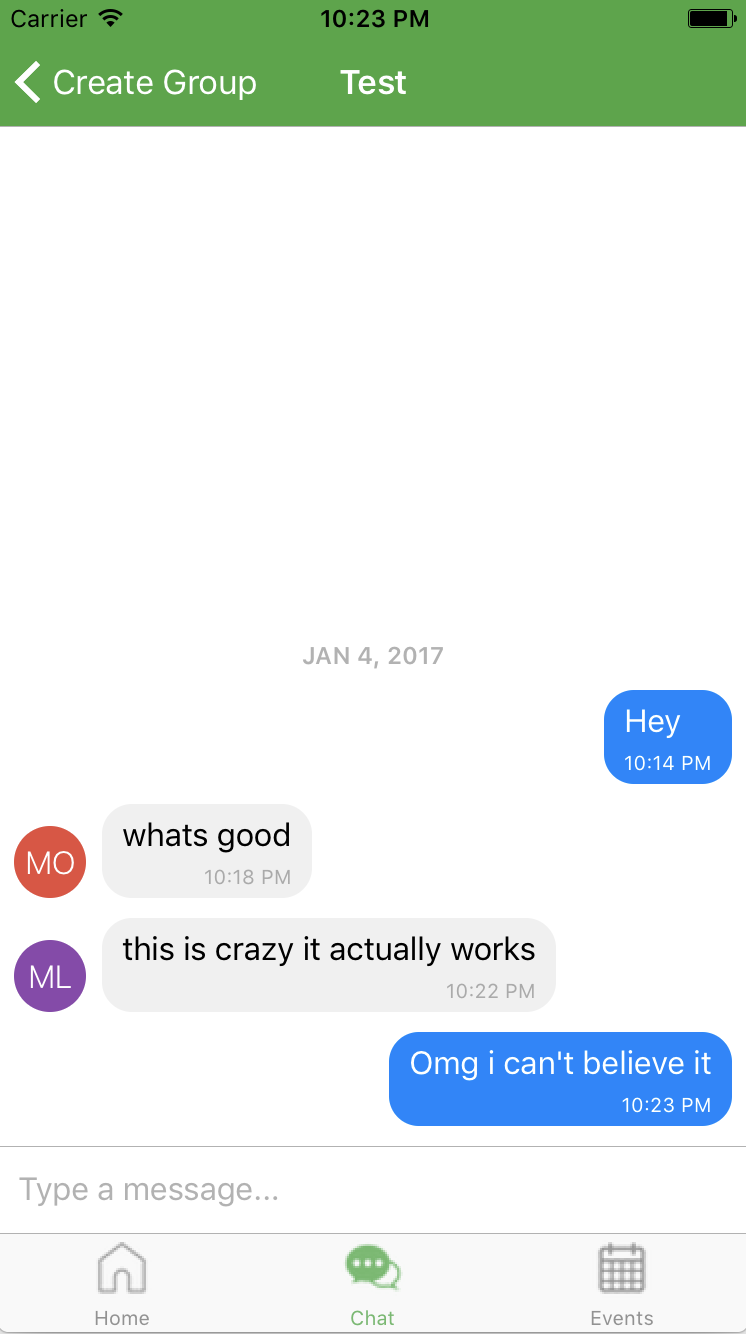 Carrier 10:23 PM
Create Group Test
JAN 4, 2017
Hey
10:14 PM
MO
whats good
10:18 PM
ML
this is crazy it actually works
10:22 PM
Omg i can't believe it
10:23 PM
Type a message...
Home Chat Events